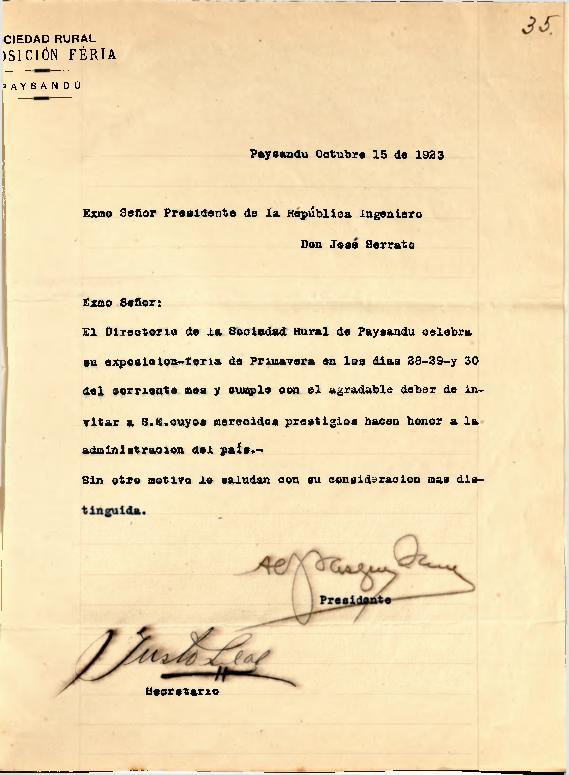 35.
CIEDAD RURAL
OSICIÓN FÉRIA
PAYSANDÚ
Paysandu Octubre 15 de 1923
Exmo Señor Presidente de la República Ingeniero
Don José Serrato
Exmo Señor:
El Directorio de la Sociedad Rural de Paysandu celebra
su exposicion-feria de Primavera en los dias 28-29-y 30
del corriente mes y cumple con el agradable deber de in-
vitar a S.E.cuyos merecidos prestigios hacen honor a la
administracion del país.-
Sin otro motivo le saludan con su consideracion mas dis-
tinguida.
Presidente
Justo Leal
Secretario